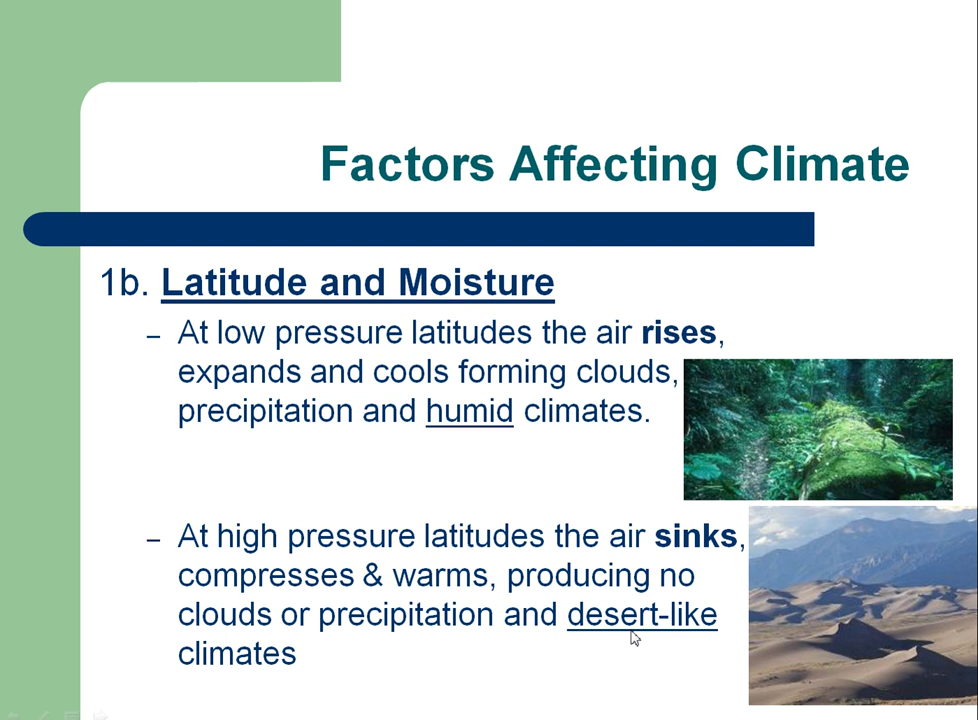 Factors Affecting Climate
1b. Latitude and Moisture
– At low pressure latitudes the air rises,
expands and cools forming clouds,
precipitation and humid climates.
– At high pressure latitudes the air sinks,
compresses & warms, producing no
clouds or precipitation and desert-like
climates